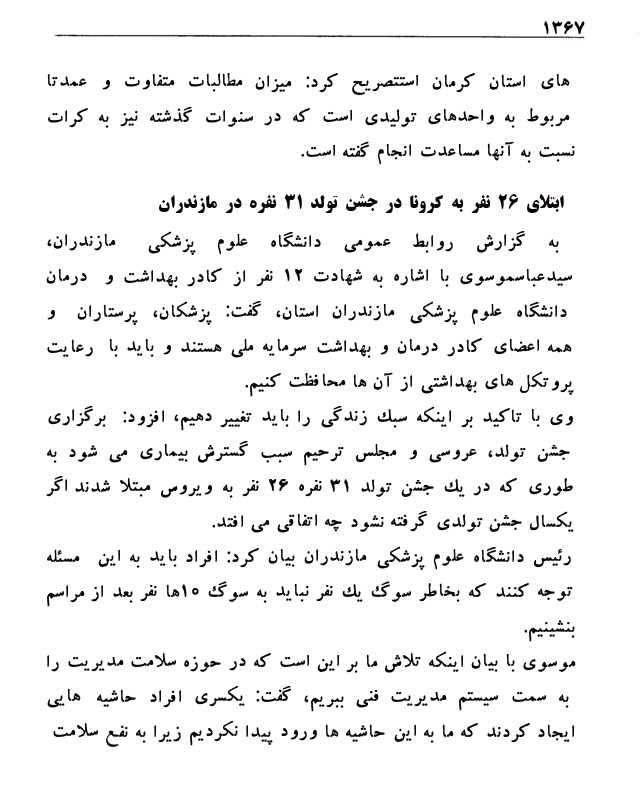 ۱۳۶۷
های استان کرمان استتصریح کرد: میزان مطالبات متفاوت و عمدتا
مربوط به واحدهای تولیدی است که در سنوات گذشته نیز به کرات
نسبت به آنها مساعدت انجام گفته است.
ابتلای ۲۶ نفر به کرونا در جشن تولد ۳۱ نفره در مازندران
به گزارش روابط عمومی دانشگاه علوم پزشکی مازندران،
سیدعباسموسوی با اشاره به شهادت ۱۲ نفر از کادر بهداشت و درمان
دانشگاه علوم پزشکی مازندران استان، گفت: پزشکان، پرستاران و
همه اعضای کادر درمان و بهداشت سرمایه ملی هستند و باید با رعایت
پروتکل های بهداشتی از آن ها محافظت کنیم.
وی با تاکید بر اینکه سبک زندگی را باید تغییر دهیم، افزود: برگزاری
جشن تولد، عروسی و مجلس ترحیم سبب گسترش بیماری می شود به
طوری که در یک جشن تولد ۳۱ نفره ۲۶ نفر به ویروس مبتلا شدند اگر
یکسال جشن تولدی گرفته نشود چه اتفاقی می افتد.
رئیس دانشگاه علوم پزشکی مازندران بیان کرد: افراد باید به این مسئله
توجه کنند که بخاطر سوگ یک نفر نباید به سوگ ۱۰ها نفر بعد از مراسم
بنشینیم.
موسوی با بیان اینکه تلاش ما بر این است که در حوزه سلامت مدیریت را
به سمت سیستم مدیریت فنی ببریم، گفت: یکسری افراد حاشیه هایی
ایجاد کردند که ما به این حاشیه ها ورود پیدا نکردیم زیرا به نفع سلامت